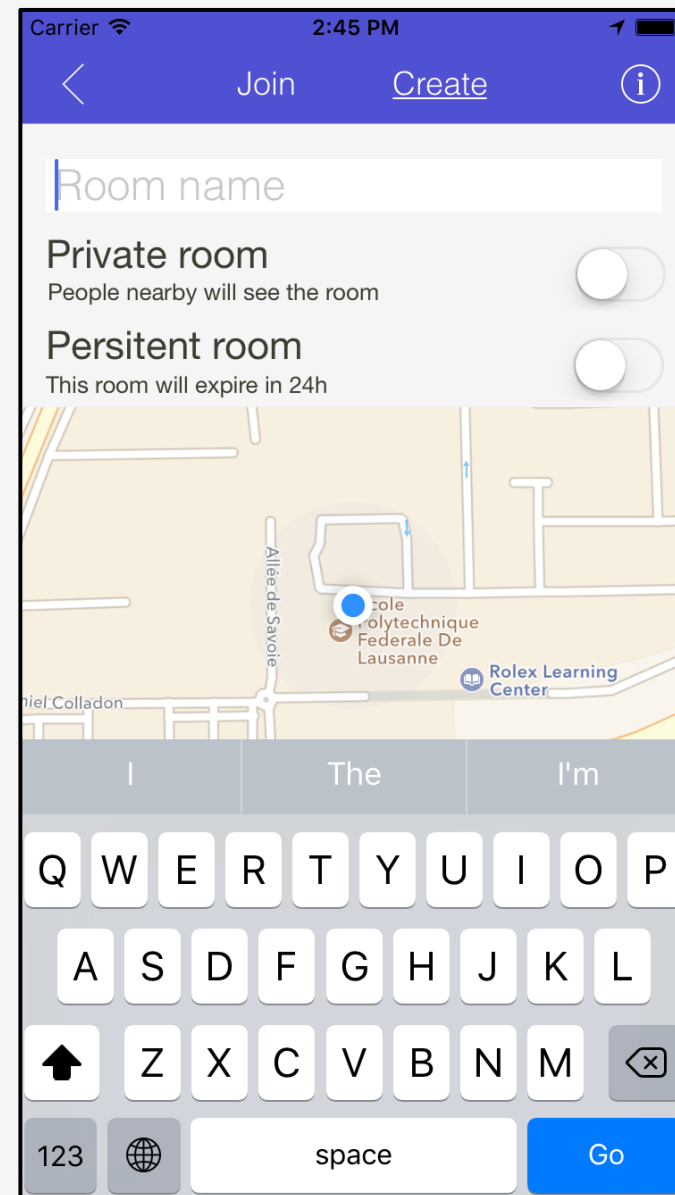 Carrier 2:45 PM
Join Create i
Room name
Private room
People nearby will see the room
Persitent room
This room will expire in 24h
Allée de Savoie
cole
olytechnique
Federale De
Lausanne
Rolex Learning
Center
niel Colladon
I The I'm
Q W E R T Y U I O P
A S D F G H J K L
Z X C V B N M
123 space Go